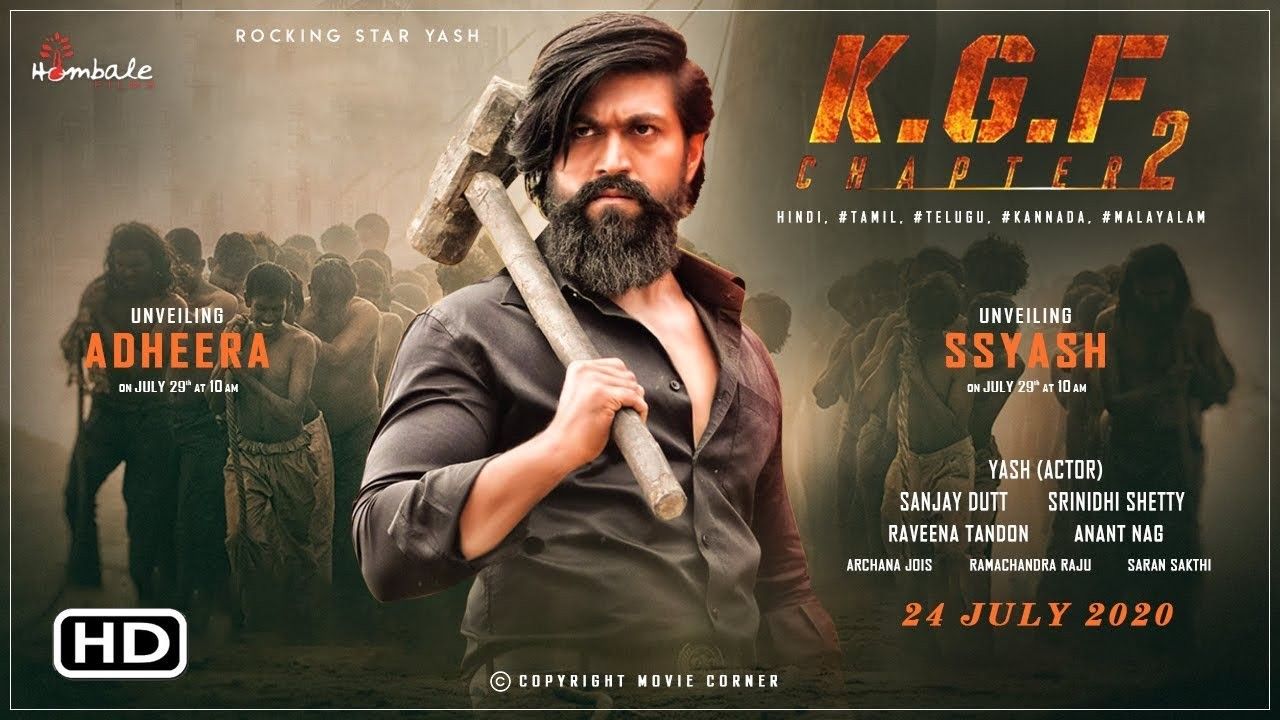 Hombale
FILMS
ROCKING STAR YASH
K.G.F
CHAPTER 2
HINDI, #TAMIL, #TELUGU, #KANNADA, #MALAYALAM
UNVEILING
ADHEERA
ON JULY 29th AT 10 AM
UNVEILING
SSYASH
ON JULY 29th AT 10 AM
YASH (ACTOR)
SANJAY DUTT SRINIDHI SHETTY
RAVEENA TANDON ANANT NAG
ARCHANA JOIS RAMACHANDRA RAJU SARAN SAKTHI
24 JULY 2020
HD
© COPYRIGHT MOVIE CORNER